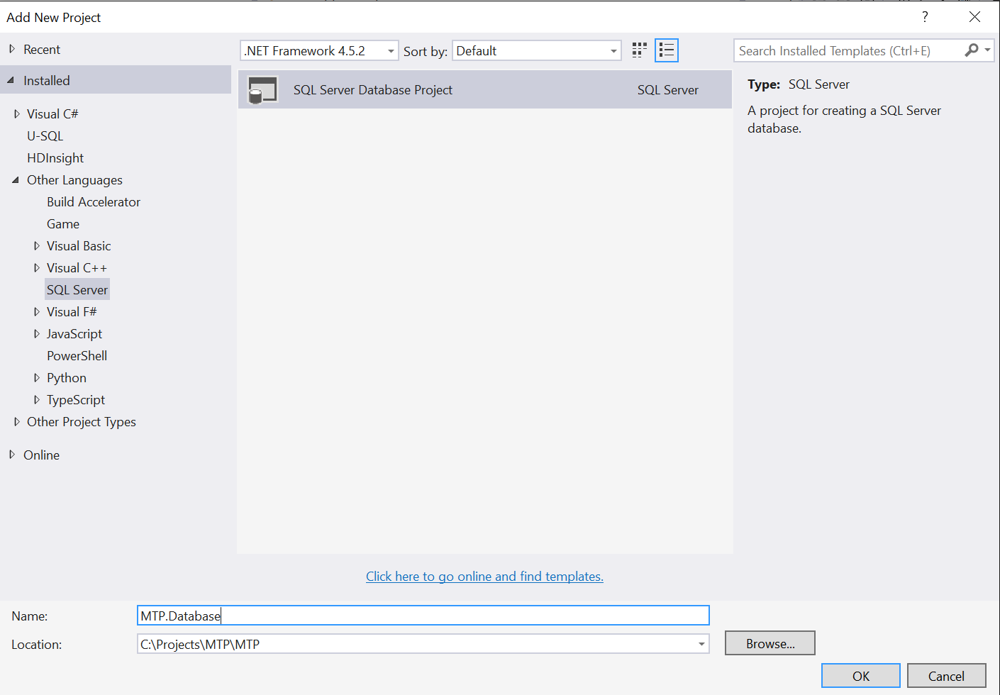 Add New Project
?
Recent
.NET Framework 4.5.2
Sort by:
Default
Search Installed Templates (Ctrl+E)
Installed
SQL Server Database Project
SQL Server
Type: SQL Server
A project for creating a SQL Server
database.
Visual C#
U-SQL
HDInsight
Other Languages
Build Accelerator
Game
Visual Basic
Visual C++
SQL Server
Visual F#
JavaScript
PowerShell
Python
TypeScript
Other Project Types
Online
Click here to go online and find templates.
Name:
MTP.Database
Location:
C:\Projects\MTP\MTP
Browse...
OK
Cancel